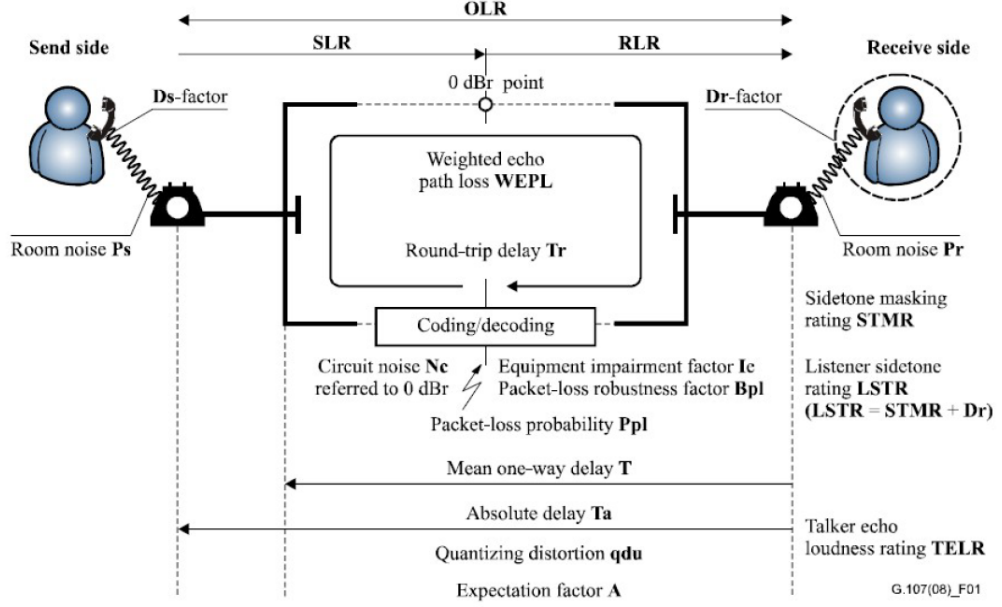 OLR
Send side
SLR
RLR
Receive side
0 dBr point
Ds-factor
Dr-factor
Weighted echo
path loss WEPL
Room noise Ps
Round-trip delay Tr
Room noise Pr
Sidetone masking
rating STMR
Coding/decoding
Circuit noise Nc
referred to 0 dBr
Equipment impairment factor Ie
Packet-loss robustness factor Bpl
Listener sidetone
rating LSTR
(LSTR = STMR + Dr)
Packet-loss probability Ppl
Mean one-way delay T
Absolute delay Ta
Talker echo
loudness rating TELR
Quantizing distortion qdu
Expectation factor A
G.107(08)_F01